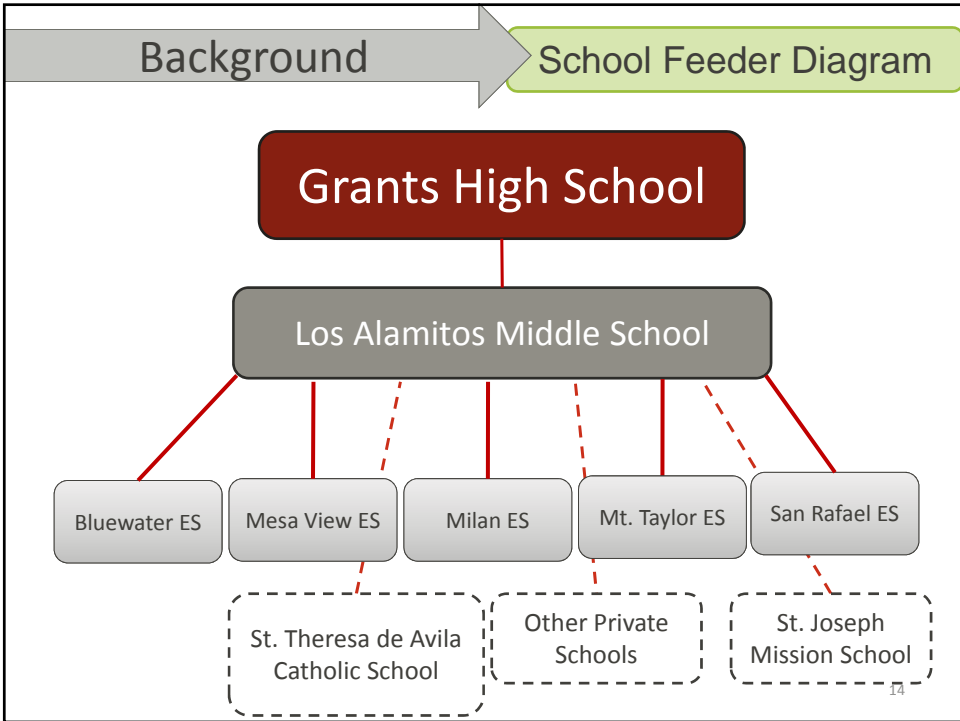 Background
School Feeder Diagram
Grants High School
Los Alamitos Middle School
Bluewater ES
Mesa View ES
Milan ES
Mt. Taylor ES
San Rafael ES
St. Theresa de Avila
Catholic School
Other Private
Schools
St. Joseph
Mission School
14